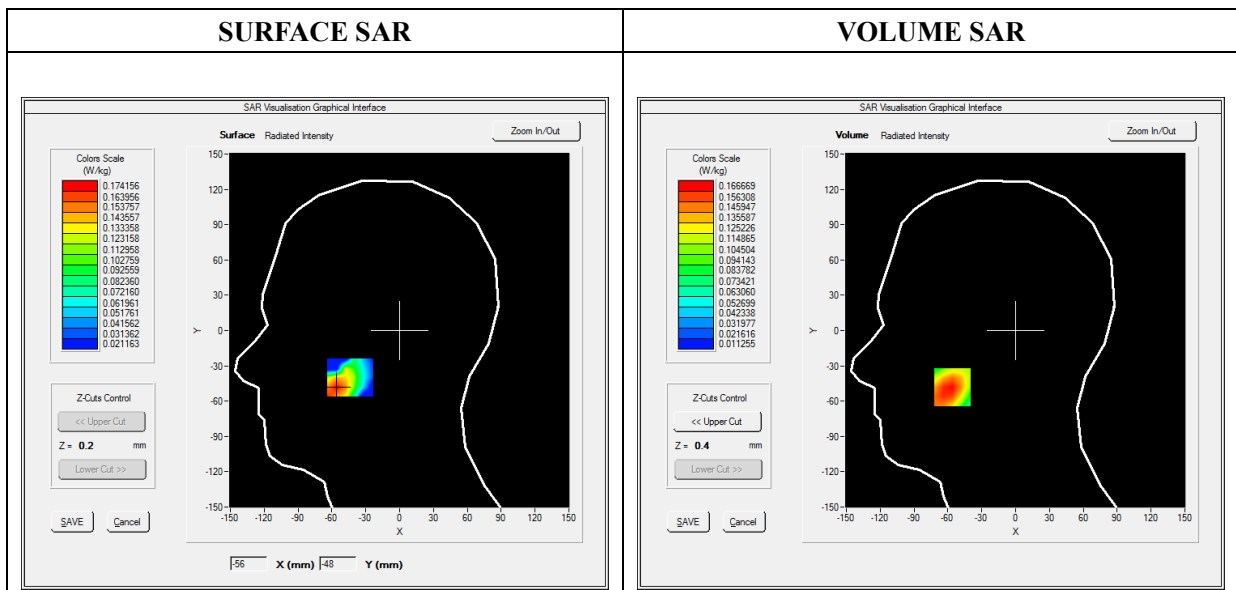 SURFACE SAR
VOLUME SAR
SAR Visualisation Graphical Interface
Surface Radiated Intensity
Zoom In/Out
Colors Scale
(W/kg)
0.174156
0.163956
0.153757
0.143557
0.133358
0.123158
0.112958
0.102759
0.092559
0.082360
0.072160
0.061961
0.051761
0.041562
0.031362
0.021163
Z-Cuts Control
<< Upper Cut
Z = 0.2 mm
Lower Cut >>
SAVE Cancel
150
120
90
60
30
0
-30
-60
-90
-120
-150
Y
-150 -120 -90 -60 -30 0 30 60 90 120 150
X
-56 X (mm) -48 Y (mm)
SAR Visualisation Graphical Interface
Volume Radiated Intensity
Zoom In/Out
Colors Scale
(W/kg)
0.166669
0.156308
0.145947
0.135587
0.125226
0.114865
0.104504
0.094143
0.083782
0.073421
0.063060
0.052699
0.042338
0.031977
0.021616
0.011255
Z-Cuts Control
<< Upper Cut
Z = 0.4 mm
Lower Cut >>
SAVE Cancel
150
120
90
60
30
0
-30
-60
-90
-120
-150
Y
-150 -120 -90 -60 -30 0 30 60 90 120 150
X